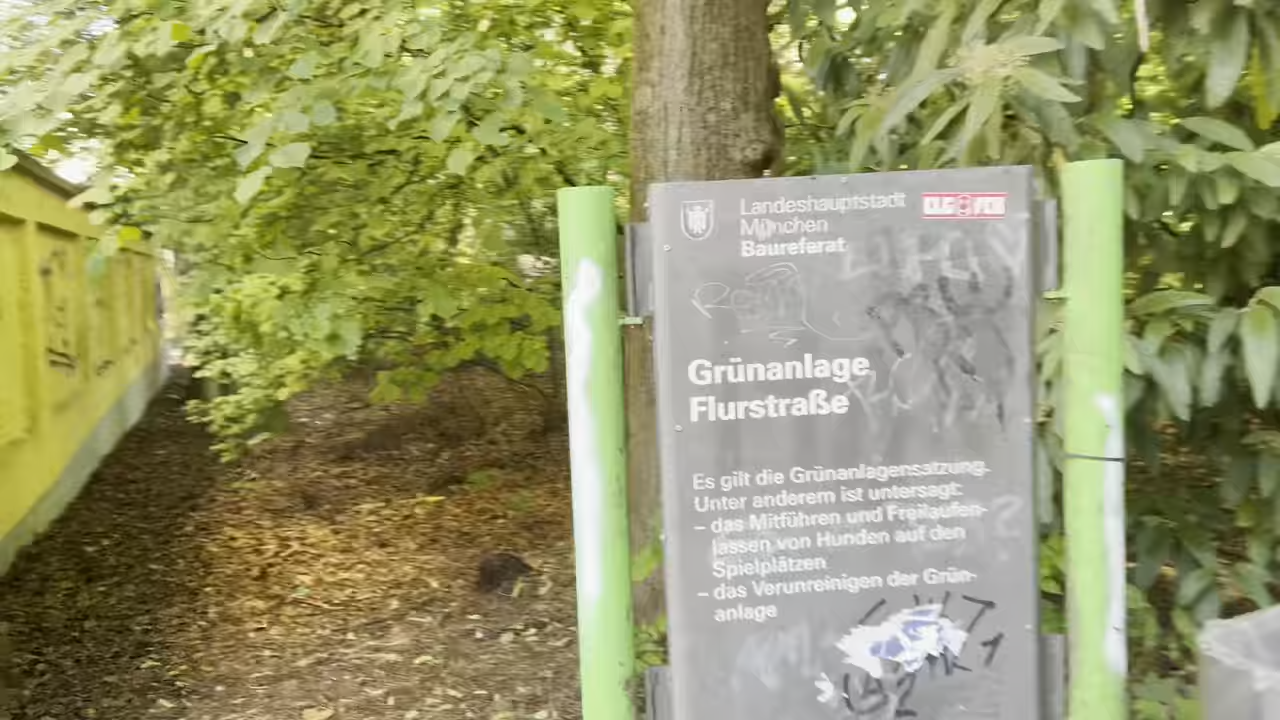 Landeshauptstadt
München
Baureferat
Grünanlage
Flurstraße
Es gilt die Grünanlagensatzung.
Unter anderem ist untersagt:
– das Mitführen und Freilaufen-
lassen von Hunden auf den
Spielplätzen
– das Verunreinigen der Grün-
anlage